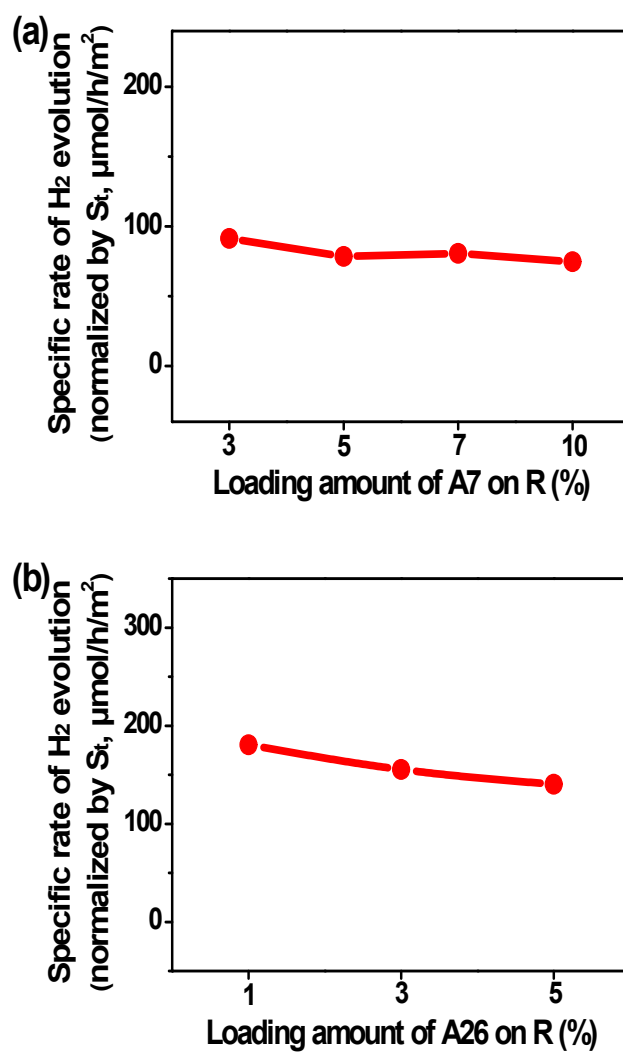 (a)
Specific rate of H₂ evolution
(normalized by Sₜ, μmol/h/m²)
200
100
0
3 5 7 10
Loading amount of A7 on R (%)
(b)
Specific rate of H₂ evolution
(normalized by Sₜ, μmol/h/m²)
300
200
100
0
1 3 5
Loading amount of A26 on R (%)